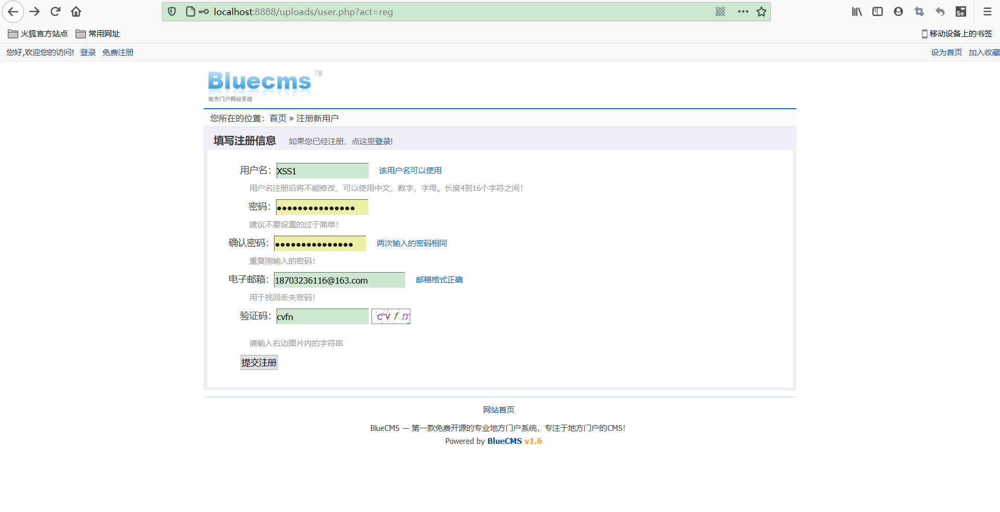 localhost:8888/uploads/user.php?act=reg
Se
火狐官方站点 常用网址 移动设备上的书签
您好,欢迎您的访问! 登录 免费注册 设为首页 加入收藏
Bluecms TM
地方门户网站系统
您所在的位置：首页 » 注册新用户
填写注册信息 如果您已经注册，点这里登录!
用户名：XSS1 该用户名可以使用
用户名注册后将不能修改，可以使用中文，数字，字母。长度4到16个字符之间！
密码：●●●●●●●●●●●●●●●
建议不要设置的过于简单！
确认密码：●●●●●●●●●●●●●●● 两次输入的密码相同
重复刚输入的密码！
电子邮箱：18703236116@163.com 邮箱格式正确
用于找回丢失密码！
验证码：cvfn cvfn
请输入右边图片内的字符串
提交注册
网站首页
BlueCMS — 第一款免费开源的专业地方门户系统，专注于地方门户的CMS！
Powered by BlueCMS v1.6